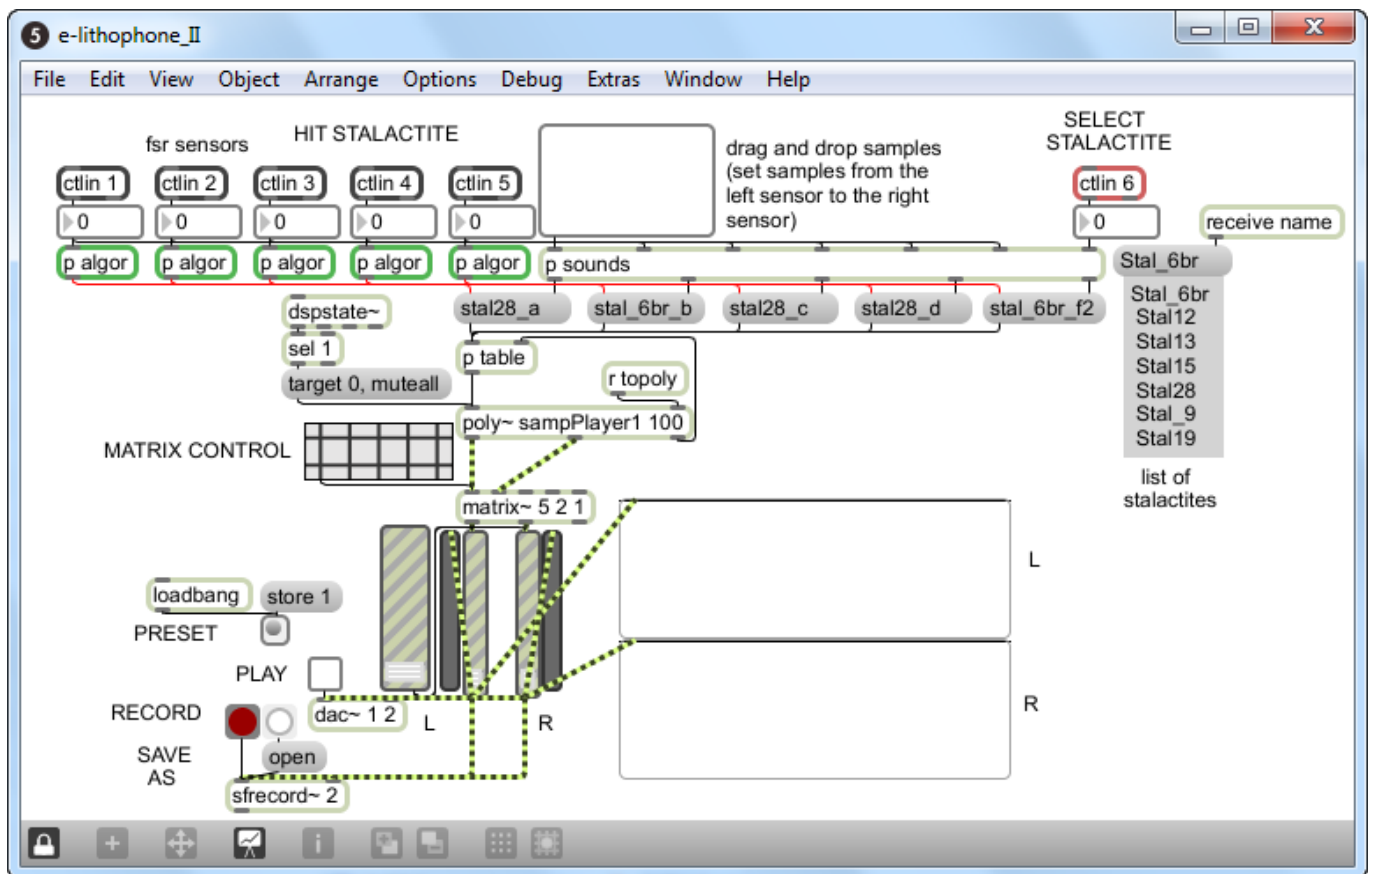 5 e-lithophone_II
File Edit View Object Arrange Options Debug Extras Window Help
fsr sensors
HIT STALACTITE
SELECT
STALACTITE
drag and drop samples
(set samples from the
left sensor to the right
sensor)
ctlin 1 ctlin 2 ctlin 3 ctlin 4 ctlin 5 ctlin 6
0 0 0 0 0 0
receive name
p algor p algor p algor p algor p algor p sounds
Stal_6br
stal28_a stal_6br_b stal28_c stal28_d stal_6br_f2
Stal_6br
Stal12
Stal13
Stal15
Stal28
Stal_9
Stal19
list of
stalactites
dspstate~
sel 1
target 0, muteall
p table
r topoly
poly~ sampPlayer1 100
MATRIX CONTROL
matrix~ 5 2 1
L
R
loadbang store 1
PRESET
PLAY
dac~ 1 2
L
R
RECORD
SAVE
AS
open
sfrecord~ 2
i